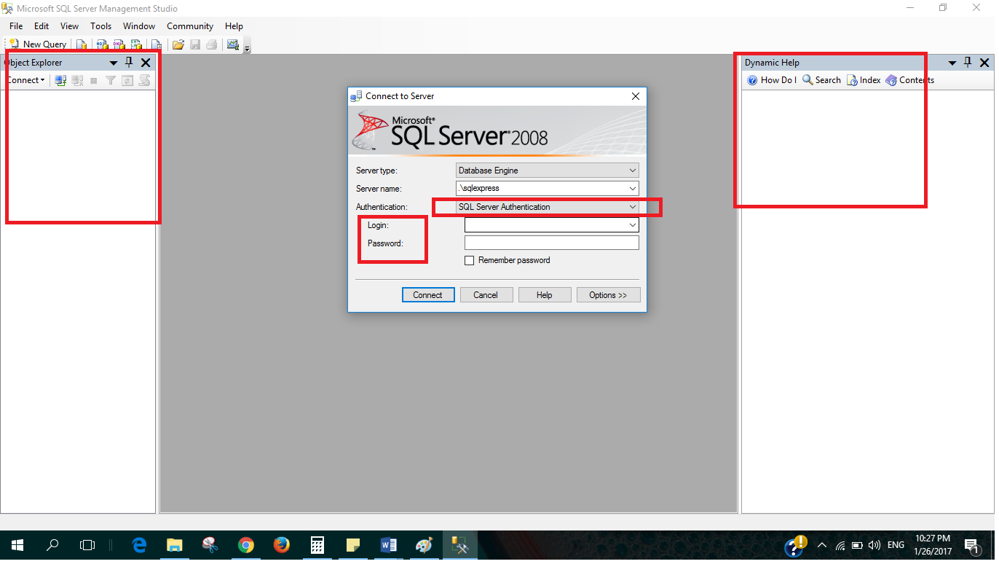 Microsoft SQL Server Management Studio
File Edit View Tools Window Community Help
New Query
Object Explorer
Connect
Dynamic Help
How Do I Search Index Contents
Connect to Server
Microsoft®
SQL Server® 2008
Server type: Database Engine
Server name: .\sqlexpress
Authentication: SQL Server Authentication
Login:
Password:
Remember password
Connect Cancel Help Options >>
ENG
10:27 PM
1/26/2017
1